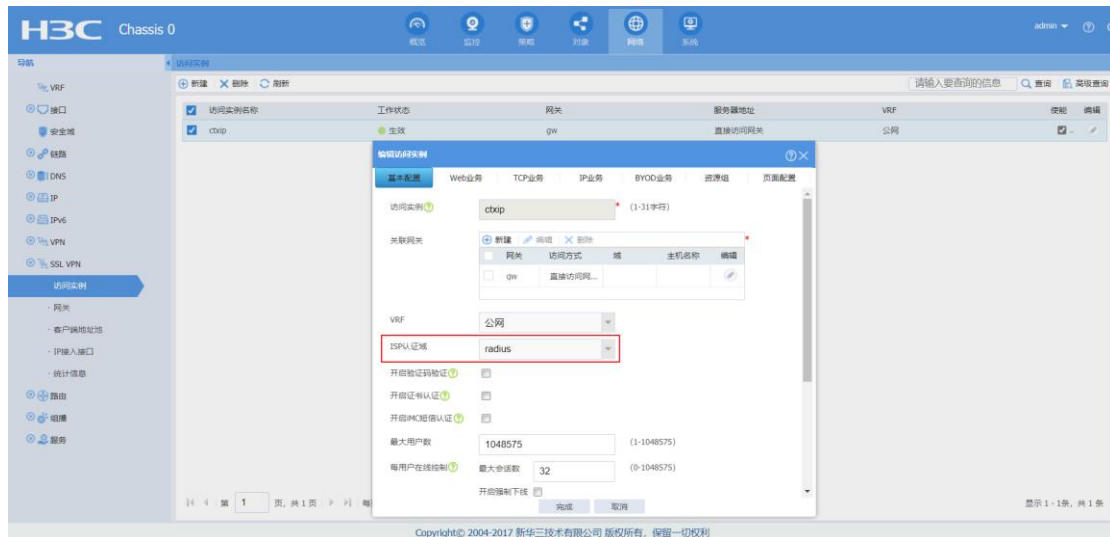 H3C Chassis 0
概览 监控 策略 对象 网络 系统
admin
导航
访问实例
新建 删除 刷新
请输入要查询的信息 查询 高级查询
VRF
接口
安全域
链路
DNS
IP
IPv6
VPN
SSL VPN
访问实例
· 网关
· 客户端地址池
· IP接入接口
· 统计信息
路由
组播
服务
访问实例名称 工作状态 网关 服务器地址 VRF 使能 编辑
ctxip 生效 gw 直接访问网关 公网
编辑访问实例
基本配置 Web业务 TCP业务 IP业务 BYOD业务 资源组 页面配置
访问实例 ctxip * (1-31字符)
关联网关 新建 编辑 删除 *
网关 访问方式 域 主机名称 编辑
gw 直接访问网...
VRF 公网
ISP认证域 radius
开启验证码验证
开启证书认证
开启IMC短信认证
最大用户数 1048575 (1-1048575)
每用户在线控制 最大会话数 32 (0-1048575)
开启强制下线
完成 取消
第 1 页, 共 1 页 每
显示 1 - 1条, 共 1 条
Copyright© 2004-2017 新华三技术有限公司 版权所有, 保留一切权利